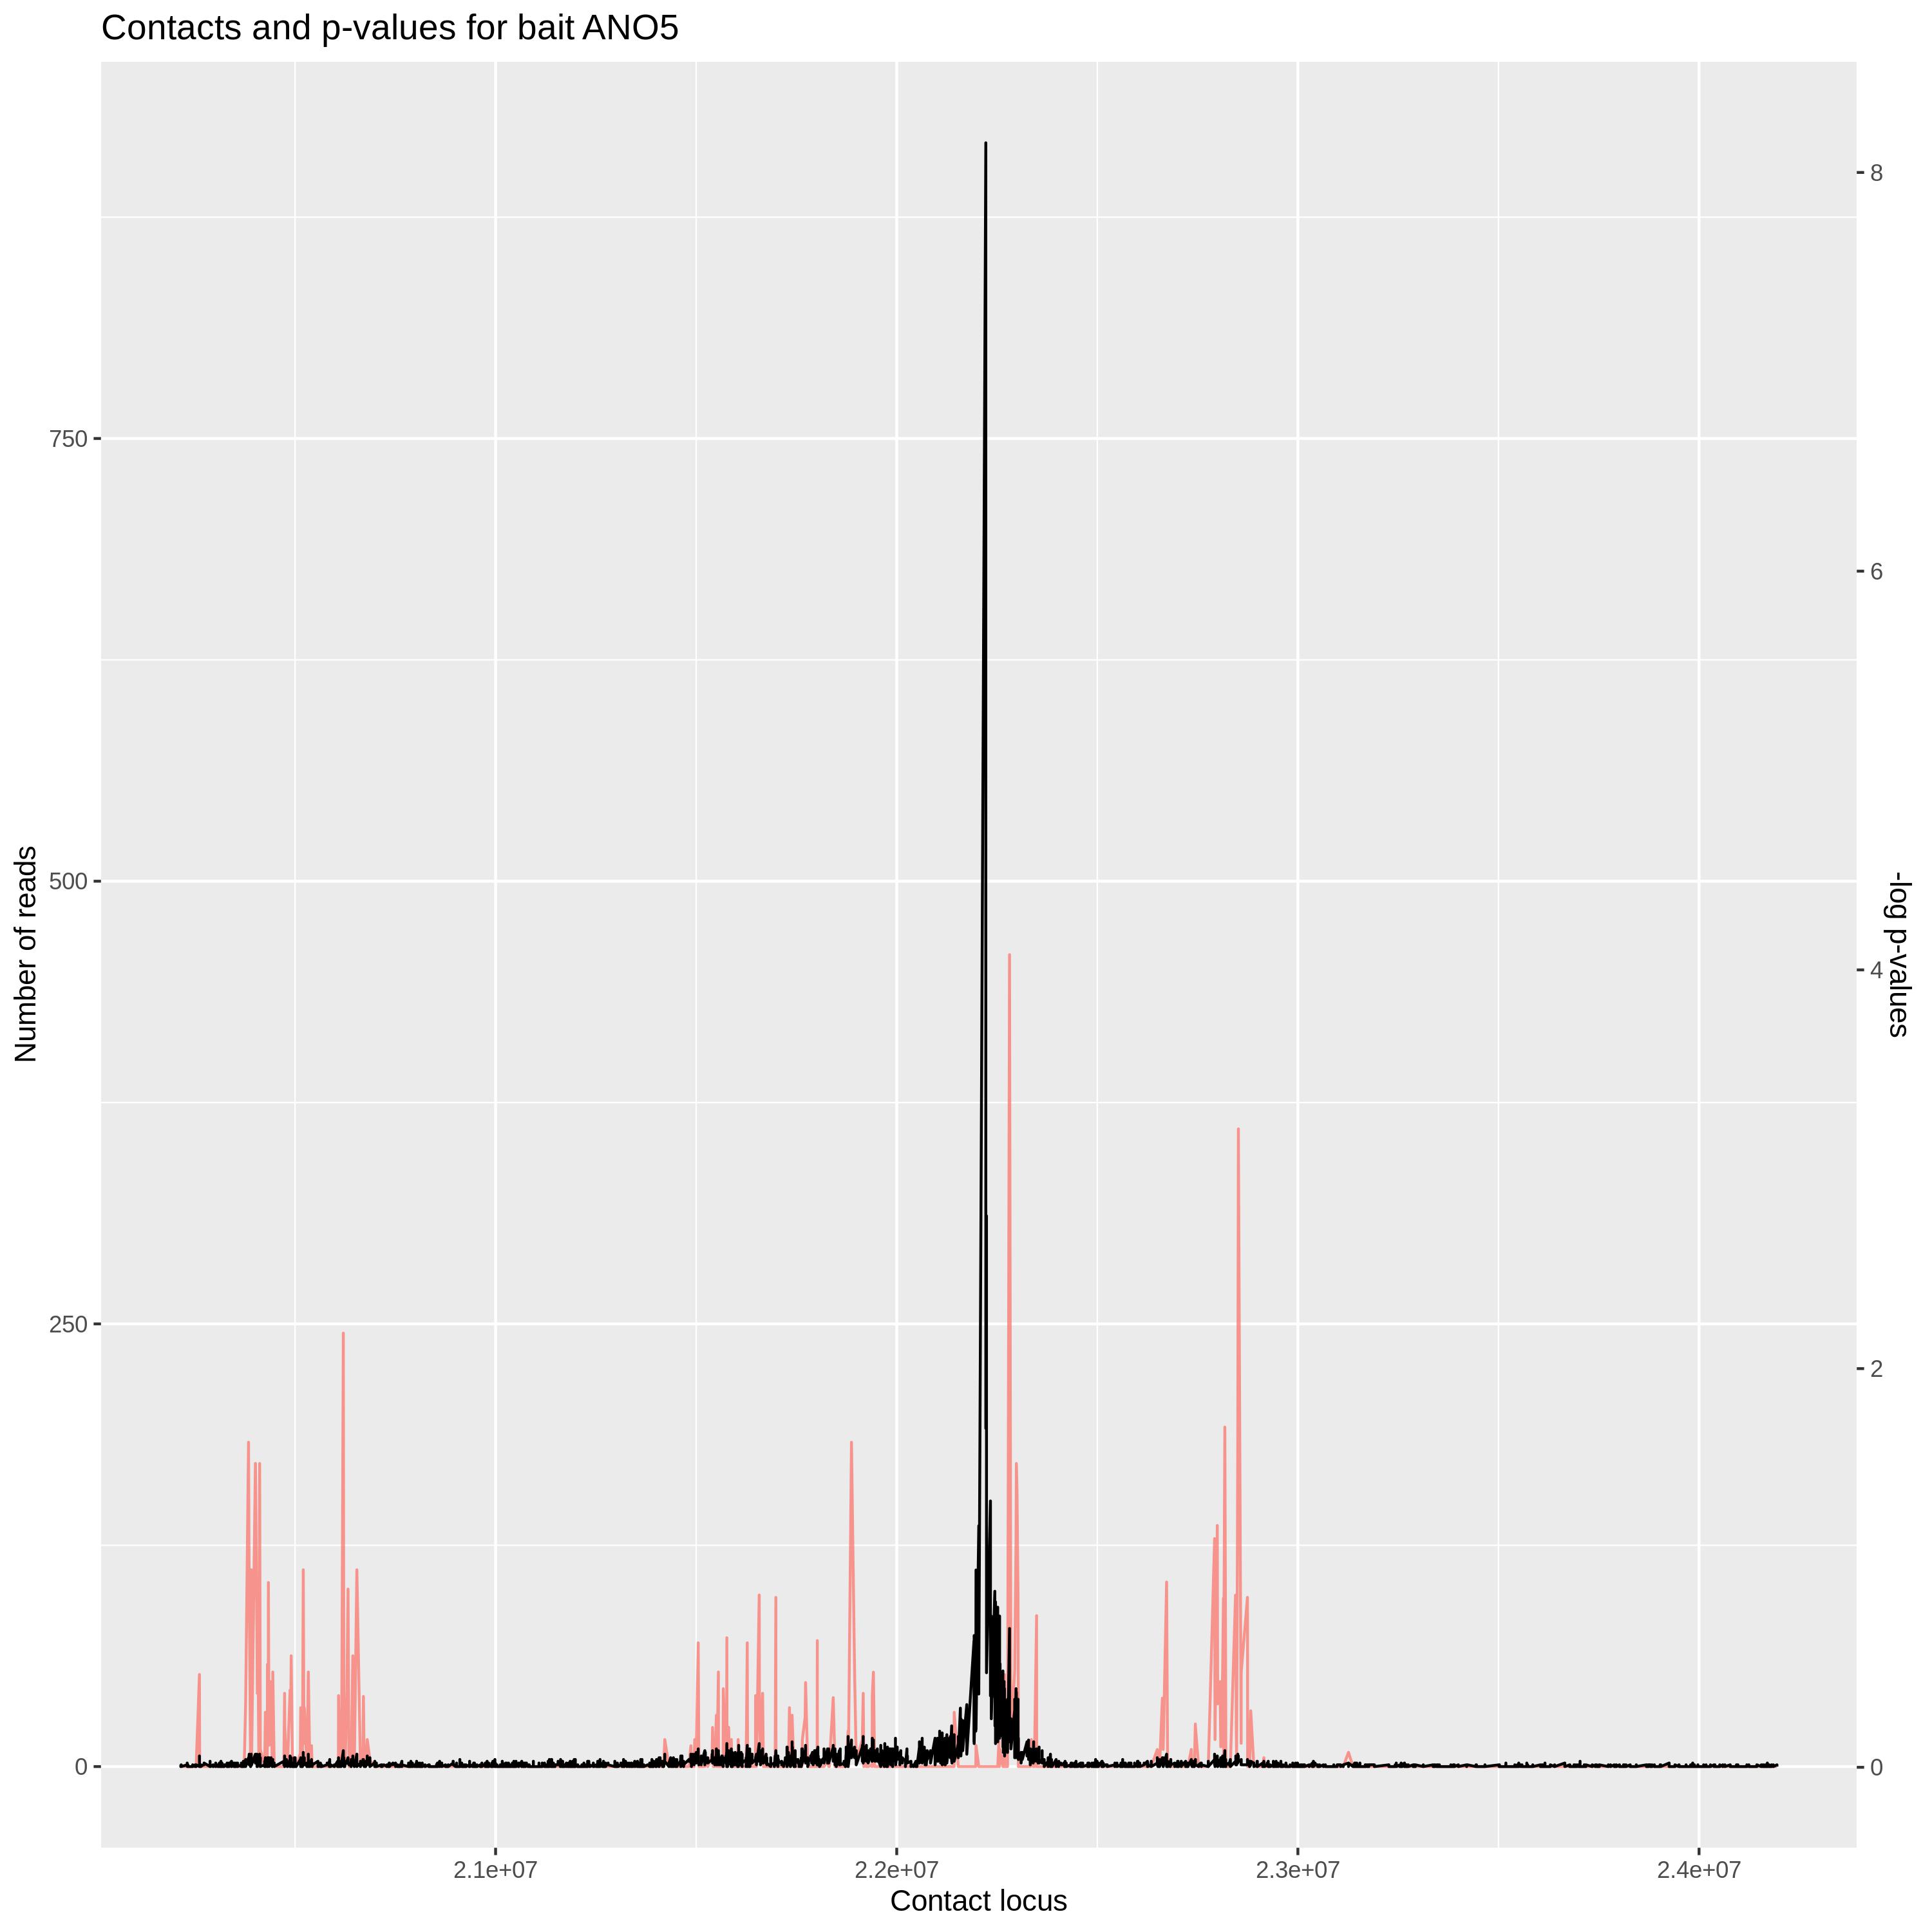 Contacts and p-values for bait ANO5
8
750
6
500
4
250
2
0
0
Number of reads
-log p-values
2.1e+07
2.2e+07
2.3e+07
2.4e+07
Contact locus